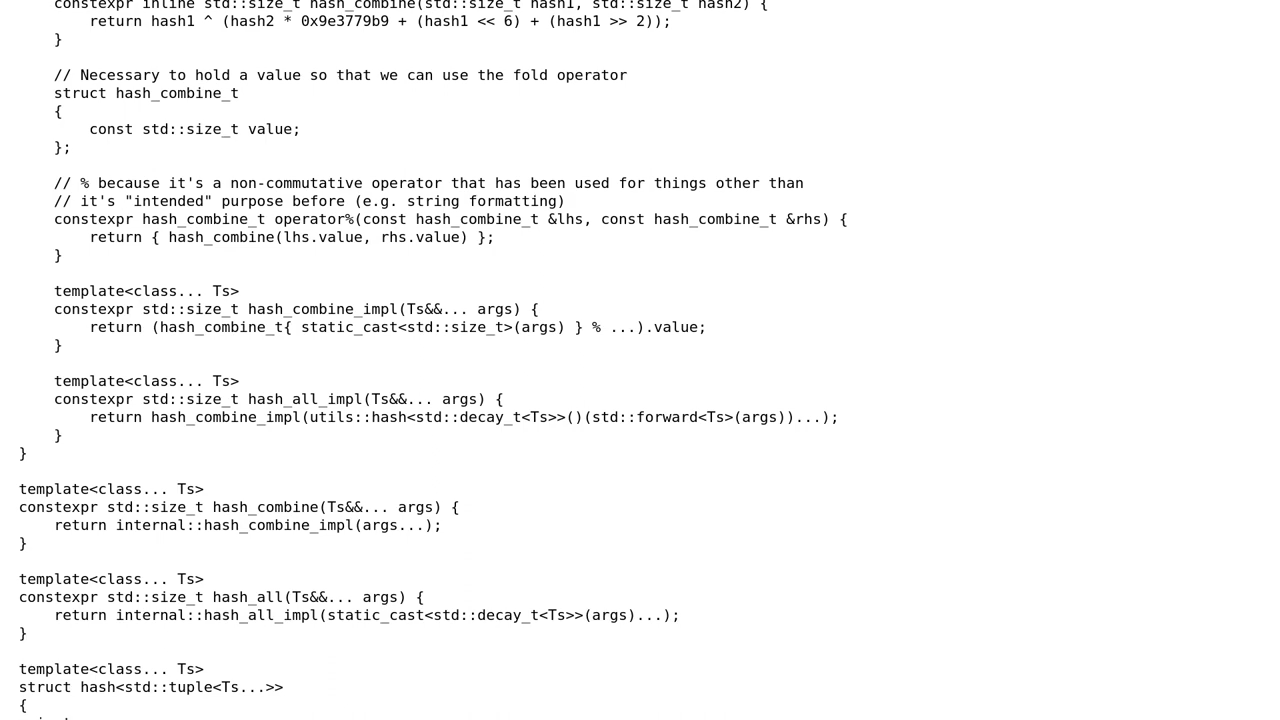 constexpr inline std::size_t hash_combine(std::size_t hash1, std::size_t hash2) {
        return hash1 ^ (hash2 * 0x9e3779b9 + (hash1 << 6) + (hash1 >> 2));
    }

    // Necessary to hold a value so that we can use the fold operator
    struct hash_combine_t
    {
        const std::size_t value;
    };

    // % because it's a non-commutative operator that has been used for things other than
    // it's "intended" purpose before (e.g. string formatting)
    constexpr hash_combine_t operator%(const hash_combine_t &lhs, const hash_combine_t &rhs) {
        return { hash_combine(lhs.value, rhs.value) };
    }

    template<class... Ts>
    constexpr std::size_t hash_combine_impl(Ts&&... args) {
        return (hash_combine_t{ static_cast<std::size_t>(args) } % ...).value;
    }

    template<class... Ts>
    constexpr std::size_t hash_all_impl(Ts&&... args) {
        return hash_combine_impl(utils::hash<std::decay_t<Ts>>()(std::forward<Ts>(args))...);
    }
}

template<class... Ts>
constexpr std::size_t hash_combine(Ts&&... args) {
    return internal::hash_combine_impl(args...);
}

template<class... Ts>
constexpr std::size_t hash_all(Ts&&... args) {
    return internal::hash_all_impl(static_cast<std::decay_t<Ts>>(args)...);
}

template<class... Ts>
struct hash<std::tuple<Ts...>>
{